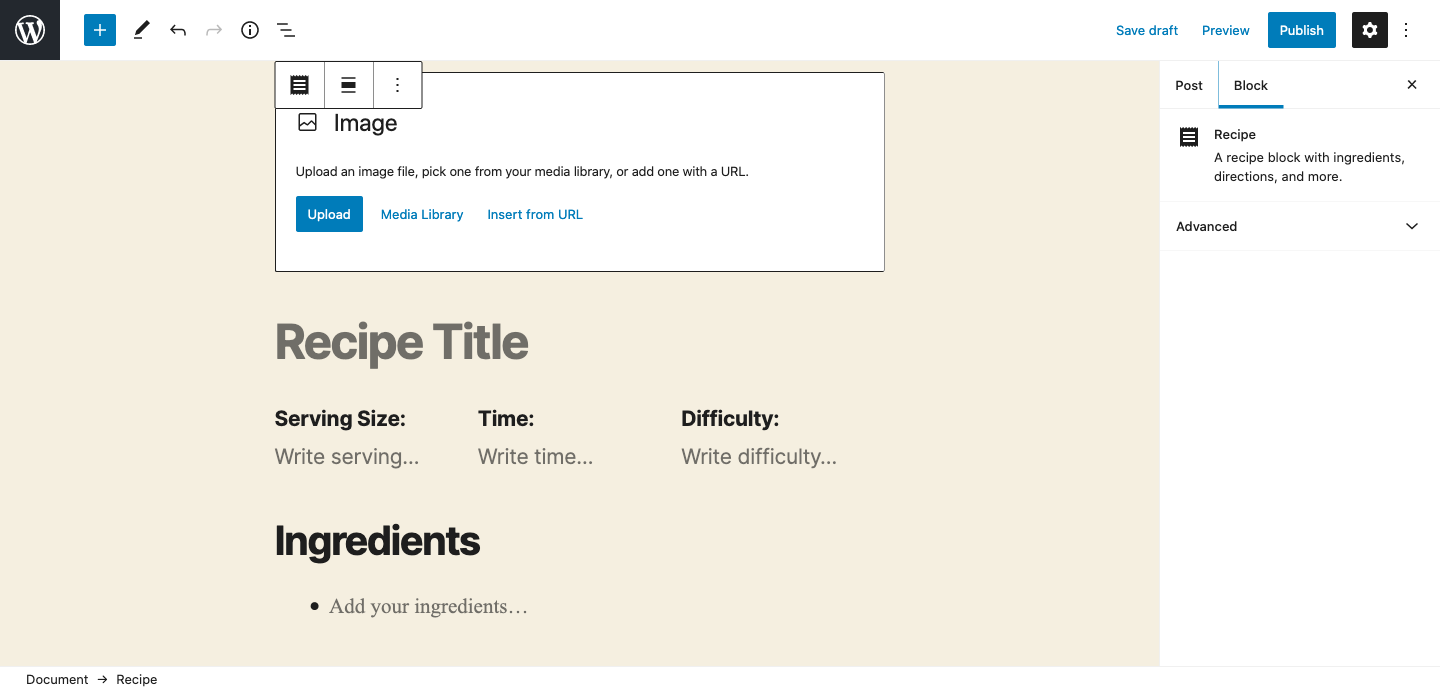 Save draft Preview Publish
Image
Upload an image file, pick one from your media library, or add one with a URL.
Upload Media Library Insert from URL
Recipe Title
Serving Size: Time: Difficulty:
Write serving... Write time... Write difficulty...
Ingredients
• Add your ingredients…
Post Block
Recipe
A recipe block with ingredients,
directions, and more.
Advanced
Document → Recipe